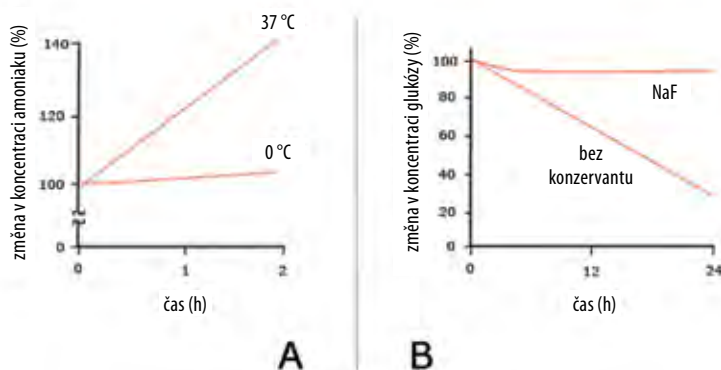 změna v koncentraci amoniaku (%)
140
120
100
0
37 °C
0 °C
0
1
2
čas (h)
A
změna v koncentraci glukózy (%)
100
80
60
40
20
0
NaF
bez
konzervantu
0
12
24
čas (h)
B